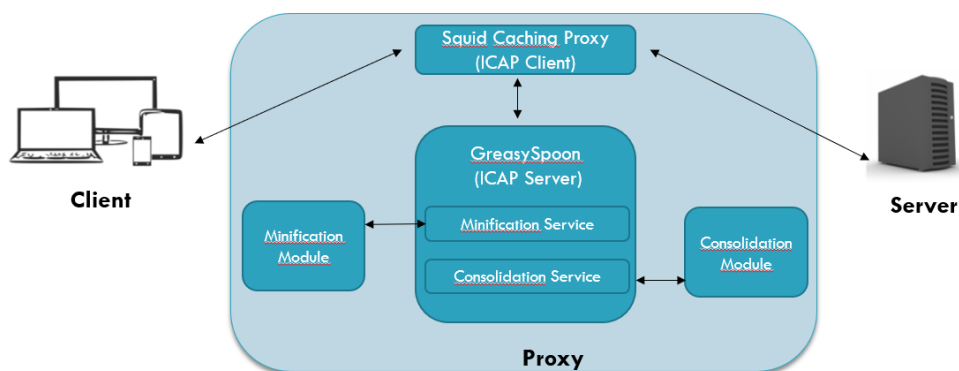 Squid Caching Proxy
(ICAP Client)
GreasySpoon
(ICAP Server)
Client
Server
Minification Service
Minification
Module
Consolidation
Module
Consolidation Service
Proxy